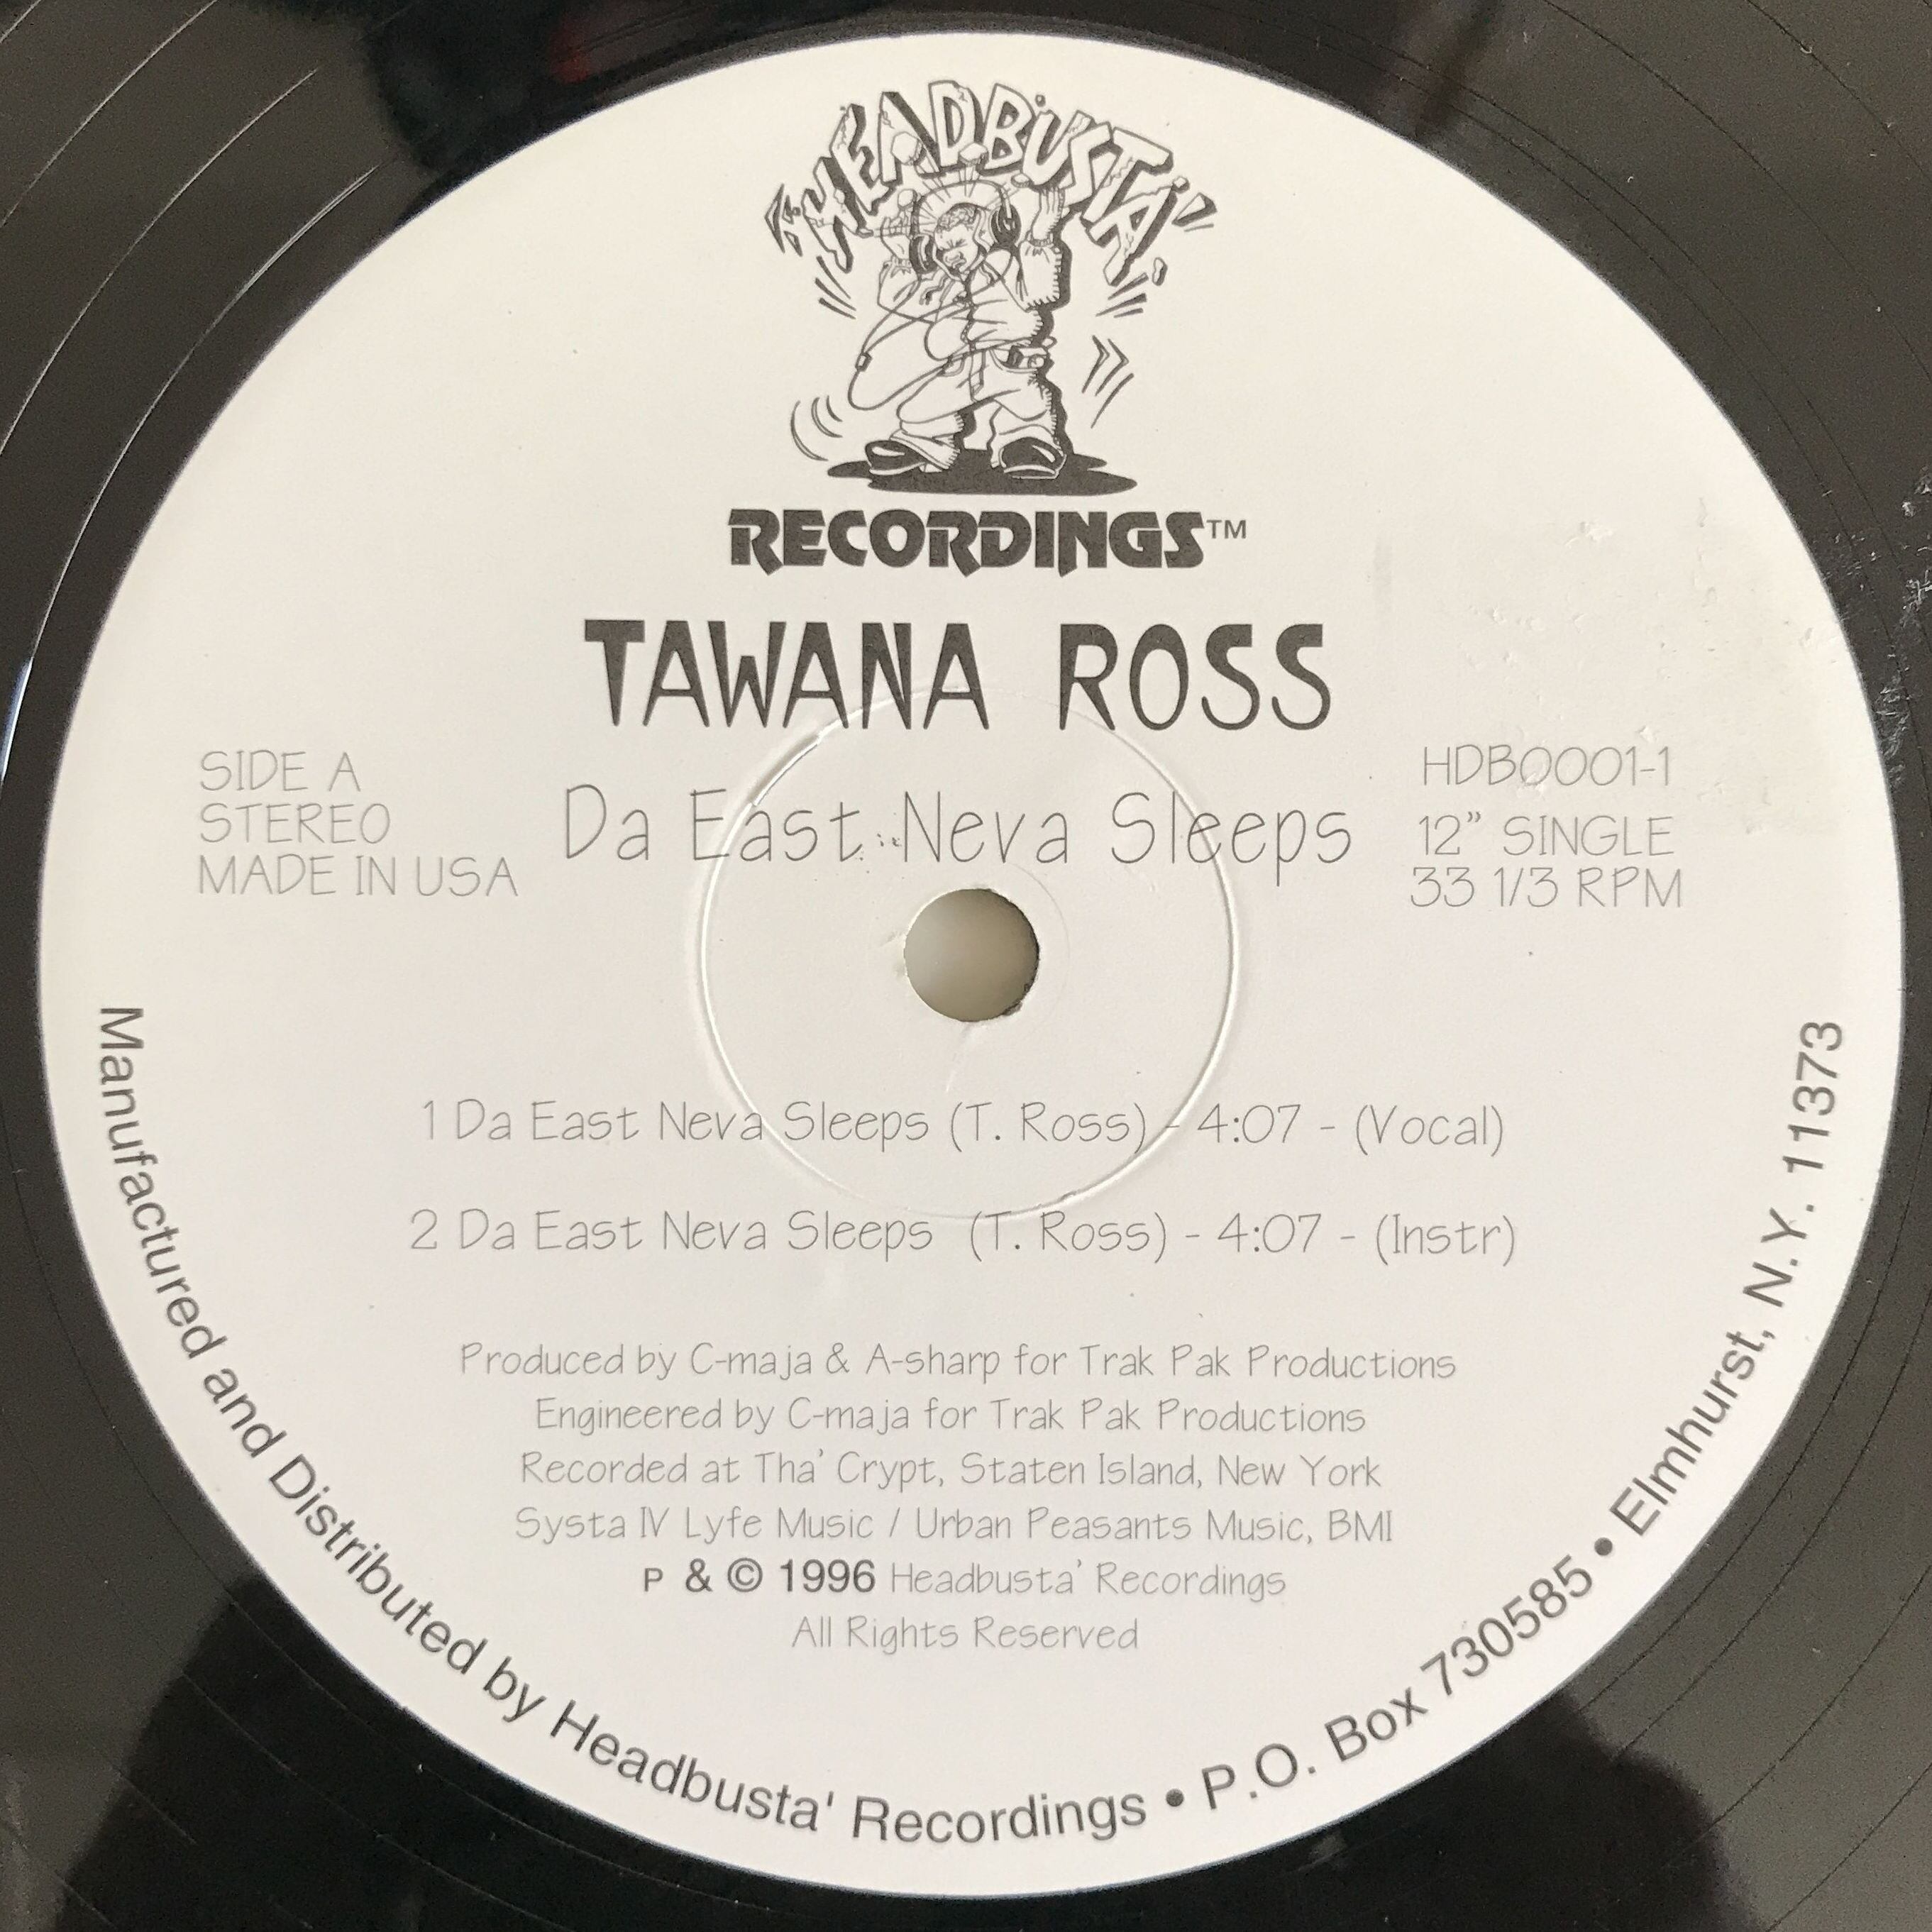 "HEADBUSTA'
RECORDINGS™
TAWANA ROSS
SIDE A
STEREO
MADE IN USA
Da East Neva Sleeps
HDB0001-1
12” SINGLE
33 1/3 RPM
1 Da East Neva Sleeps (T. Ross) - 4:07 - (Vocal)
2 Da East Neva Sleeps (T. Ross) - 4:07 - (Instr)
Produced by C-maja & A-sharp for Trak Pak Productions
Engineered by C-maja for Trak Pak Productions
Recorded at Tha' Crypt, Staten Island, New York
Systa IV Lyfe Music / Urban Peasants Music, BMI
P & © 1996 Headbusta' Recordings
All Rights Reserved
Manufactured and Distributed by Headbusta' Recordings • P.O. Box 730585 • Elmhurst, N.Y. 11373